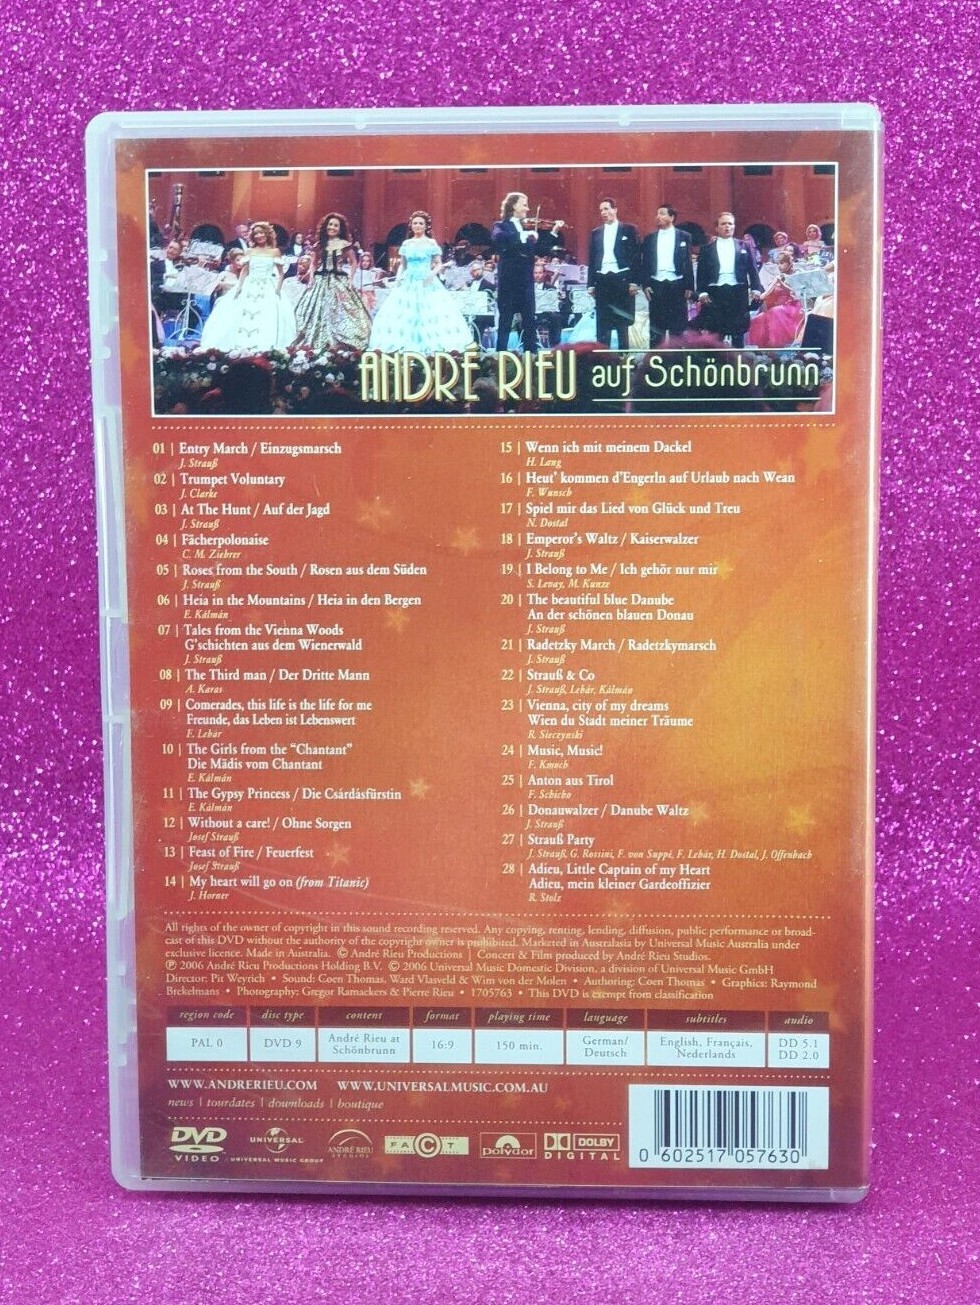 ANDRÉ RIEU auf Schönbrunn
01 | Entry March / Einzugsmarsch
J. Strauß
02 | Trumpet Voluntary
J. Clarke
03 | At The Hunt / Auf der Jagd
J. Strauß
04 | Fächerpolonaise
C. M. Ziehrer
05 | Roses from the South / Rosen aus dem Süden
J. Strauß
06 | Heia in the Mountains / Heia in den Bergen
E. Kálmán
07 | Tales from the Vienna Woods
G'schichten aus dem Wienerwald
J. Strauß
08 | The Third man / Der Dritte Mann
A. Karas
09 | Comerades, this life is the life for me
Freunde, das Leben ist Lebenswert
F. Lehár
10 | The Girls from the "Chantant"
Die Mädis vom Chantant
E. Kálmán
11 | The Gypsy Princess / Die Csárdásfürstin
E. Kálmán
12 | Without a care! / Ohne Sorgen
Josef Strauß
13 | Feast of Fire / Feuerfest
Josef Strauß
14 | My heart will go on (from Titanic)
J. Horner
15 | Wenn ich mit meinem Dackel
H. Lang
16 | Heut' kommen d'Engerln auf Urlaub nach Wean
F. Wunsch
17 | Spiel mir das Lied von Glück und Treu
N. Dostal
18 | Emperor's Waltz / Kaiserwalzer
J. Strauß
19 | I Belong to Me / Ich gehör nur mir
S. Levay, M. Kunze
20 | The beautiful blue Danube
An der schönen blauen Donau
J. Strauß
21 | Radetzky March / Radetzkymarsch
J. Strauß
22 | Strauß & Co
J. Strauß, Lehár, Kálmán
23 | Vienna, city of my dreams
Wien du Stadt meiner Träume
R. Sieczynski
24 | Music, Music!
F. Kmoch
25 | Anton aus Tirol
F. Schicho
26 | Donauwalzer / Danube Waltz
J. Strauß
27 | Strauß Party
J. Strauß, G. Rossini, F. von Suppé, F. Lehár, H. Dostal, J. Offenbach
28 | Adieu, Little Captain of my Heart
Adieu, mein kleiner Gardeoffizier
R. Stolz
All rights of the owner of copyright in this sound recording reserved. Any copying, renting, lending, diffusion, public performance or broad-
cast of this DVD without the authority of the copyright owner is prohibited. Marketed in Australasia by Universal Music Australia under
exclusive licence. Made in Australia. © André Rieu Productions | Concert & Film produced by André Rieu Studios.
℗ 2006 André Rieu Productions Holding B.V. © 2006 Universal Music Domestic Division, a division of Universal Music GmbH
Director: Pit Weyrich • Sound: Coen Thomas, Ward Vlasveld & Wim von der Molen • Authoring: Coen Thomas • Graphics: Raymond
Brekelmans • Photography: Gregor Ramackers & Pierre Rieu • 1705763 • This DVD is exempt from classification
region code disc type content format playing time language subtitles audio
PAL 0 DVD 9 André Rieu at Schönbrunn 16:9 150 min. German/ Deutsch English, Français, Nederlands DD 5.1 DD 2.0
WWW.ANDRERIEU.COM WWW.UNIVERSALMUSIC.COM.AU
news | tourdates | downloads | boutique
DVD VIDEO UNIVERSAL UNIVERSAL MUSIC GROUP ANDRÉ RIEU STUDIOS FACT polydor DOLBY DIGITAL
0 602517 057630